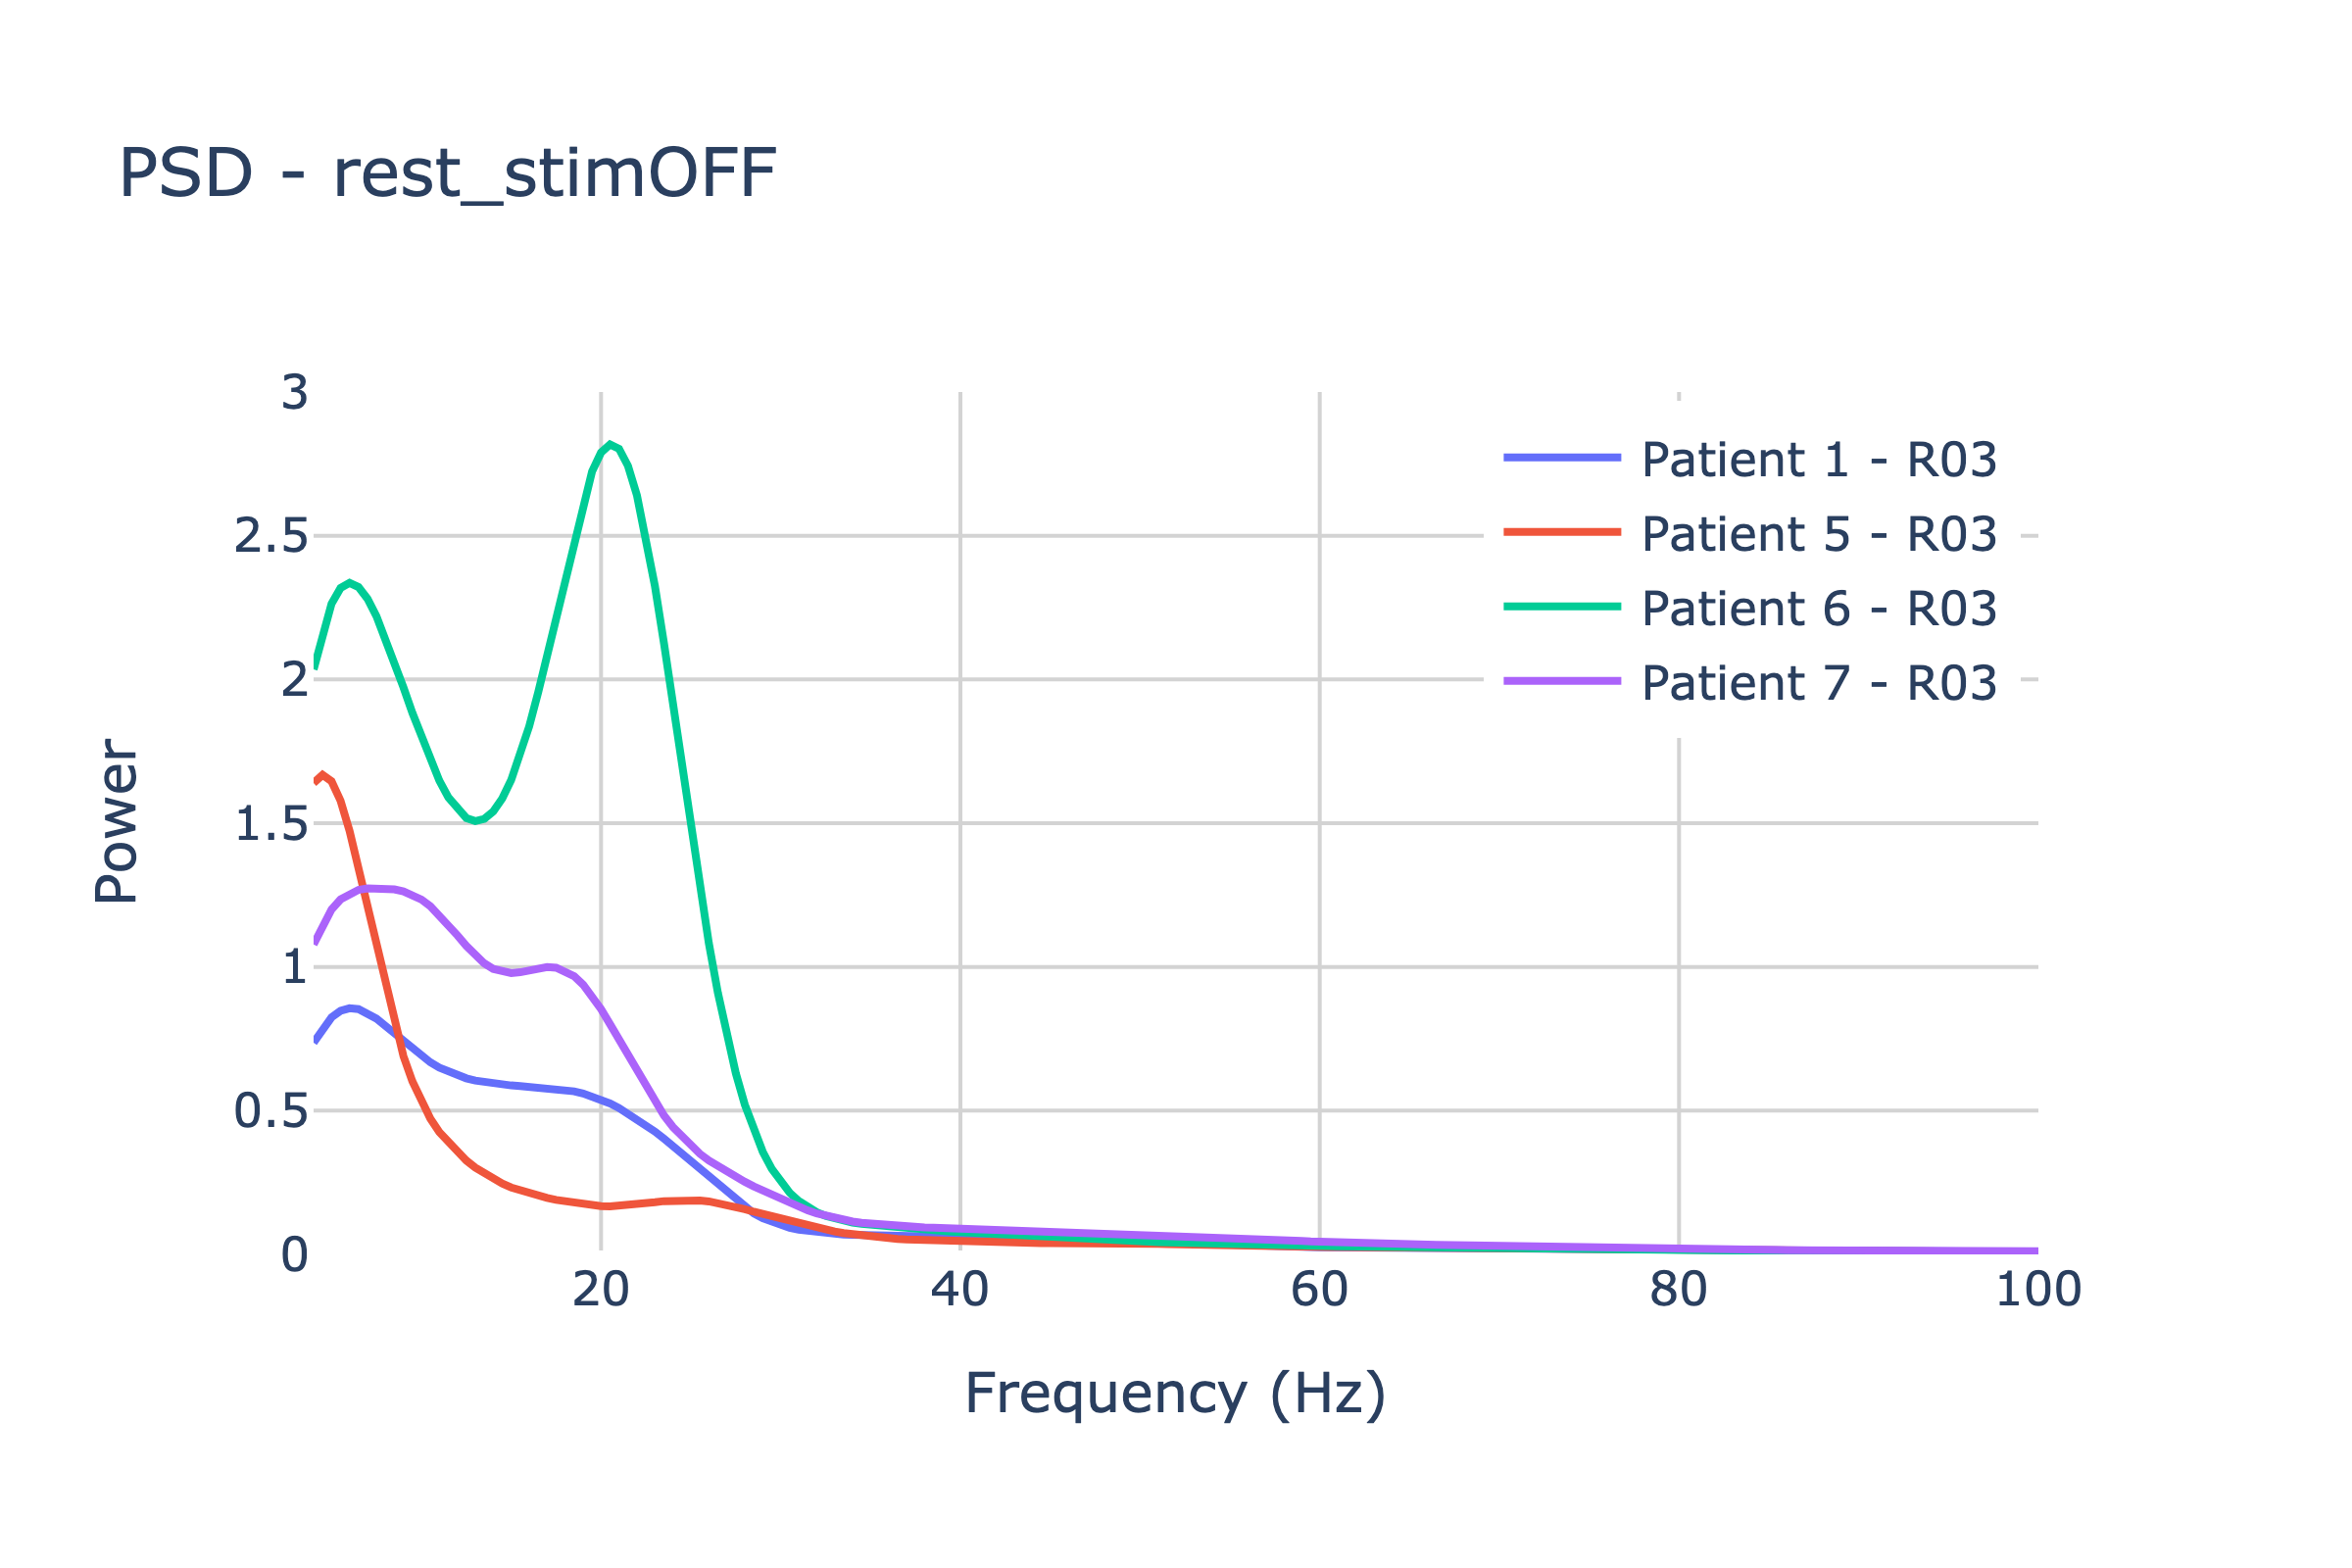 PSD - rest_stimOFF
3
2.5
2
1.5
1
0.5
0
Power
20
40
60
80
100
Frequency (Hz)
Patient 1 - R03
Patient 5 - R03
Patient 6 - R03
Patient 7 - R03